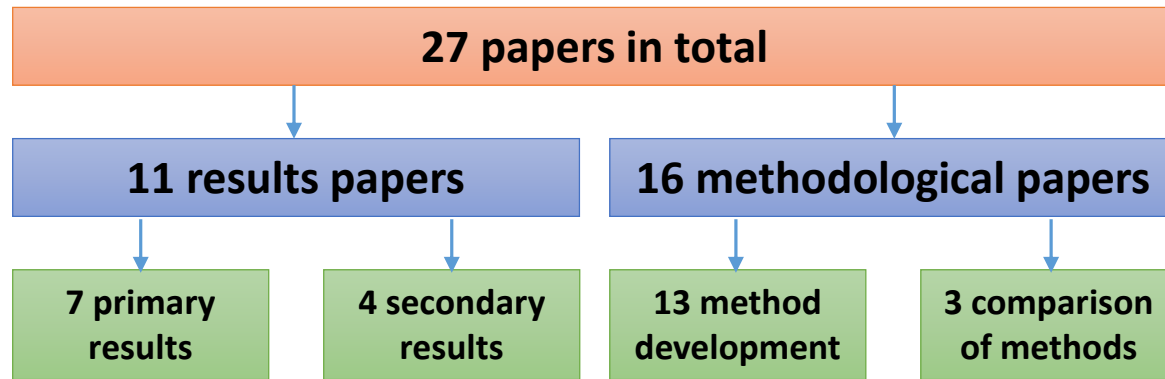 27 papers in total
11 results papers
16 methodological papers
7 primary
results
4 secondary
results
13 method
development
3 comparison
of methods